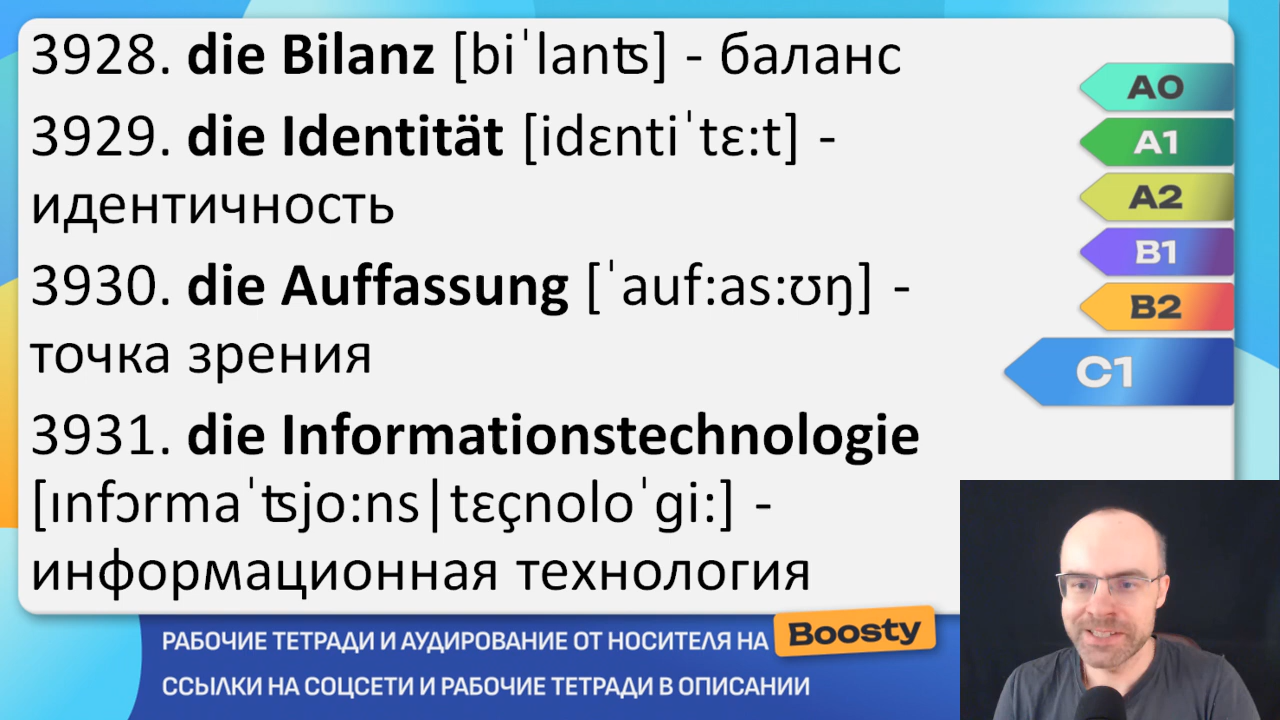 3928. die Bilanz [biˈlanʦ] - баланс
3929. die Identität [idɛntiˈtɛ:t] -
идентичность
3930. die Auffassung [ˈauf:as:ʊŋ] -
точка зрения
3931. die Informationstechnologie
[ɪnfɔrmaˈʦjo:ns|tɛçnoloˈgi:] -
информационная технология
A0
A1
A2
B1
B2
C1
РАБОЧИЕ ТЕТРАДИ И АУДИРОВАНИЕ ОТ НОСИТЕЛЯ НА Boosty
ССЫЛКИ НА СОЦСЕТИ И РАБОЧИЕ ТЕТРАДИ В ОПИСАНИИ